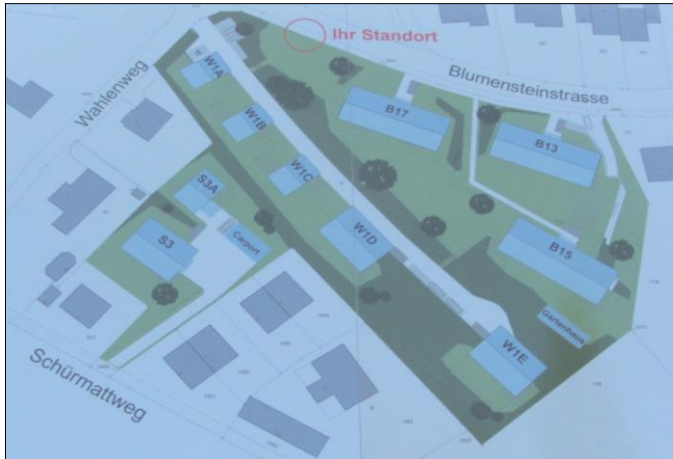 Ihr Standort
Blumensteinstrasse
Wahlenweg
W1A
W1B
B17
B13
W1C
S3A
S3
Carport
W1D
B15
Gartenhaus
W1E
Schürmattweg